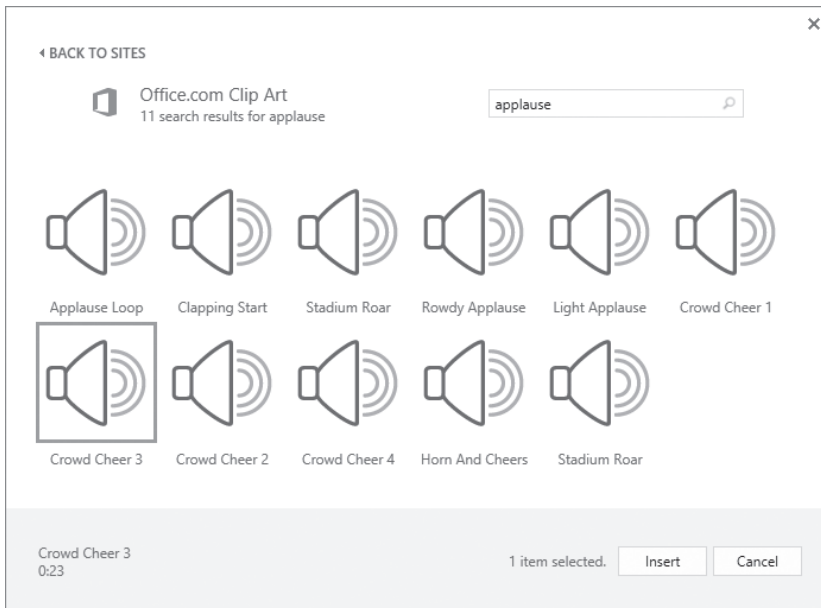 BACK TO SITES
Office.com Clip Art
11 search results for applause
applause
Applause Loop
Clapping Start
Stadium Roar
Rowdy Applause
Light Applause
Crowd Cheer 1
Crowd Cheer 3
Crowd Cheer 2
Crowd Cheer 4
Horn And Cheers
Stadium Roar
Crowd Cheer 3
0:23
1 item selected.
Insert
Cancel